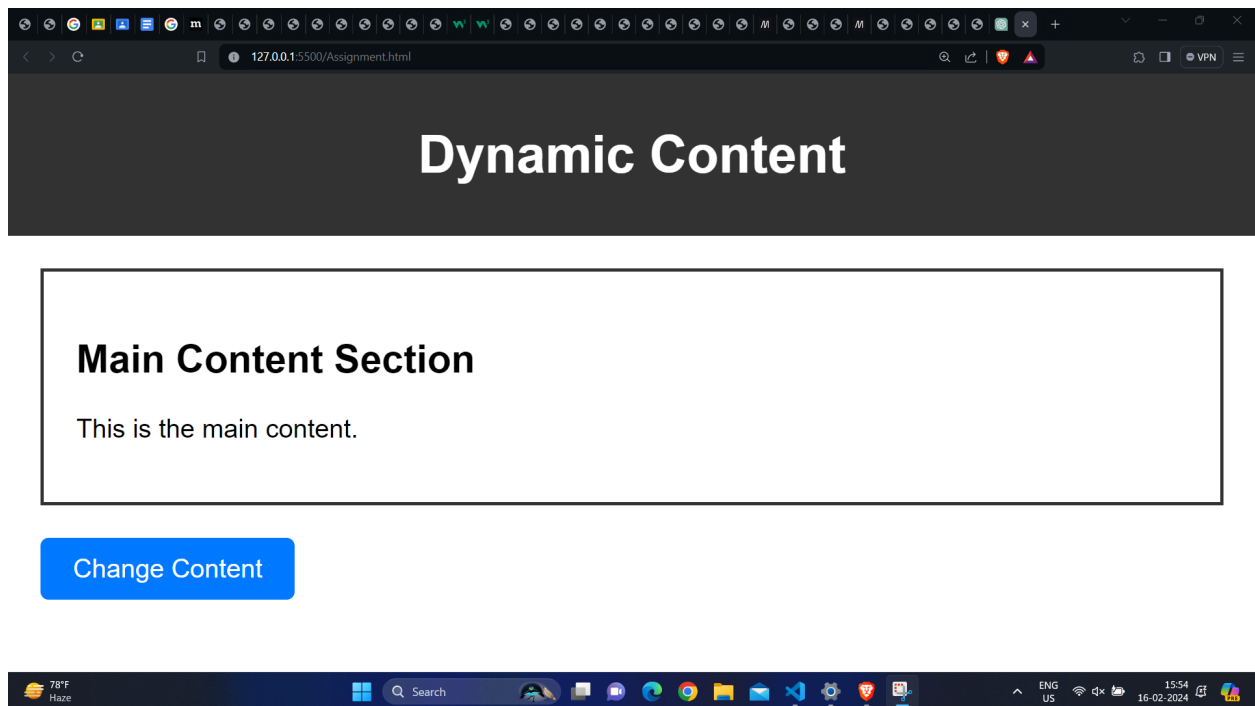 127.0.0.1:5500/Assignment.html
VPN
Dynamic Content
Main Content Section
This is the main content.
Change Content
78°F
Haze
Search
ENG
US
15:54
16-02-2024